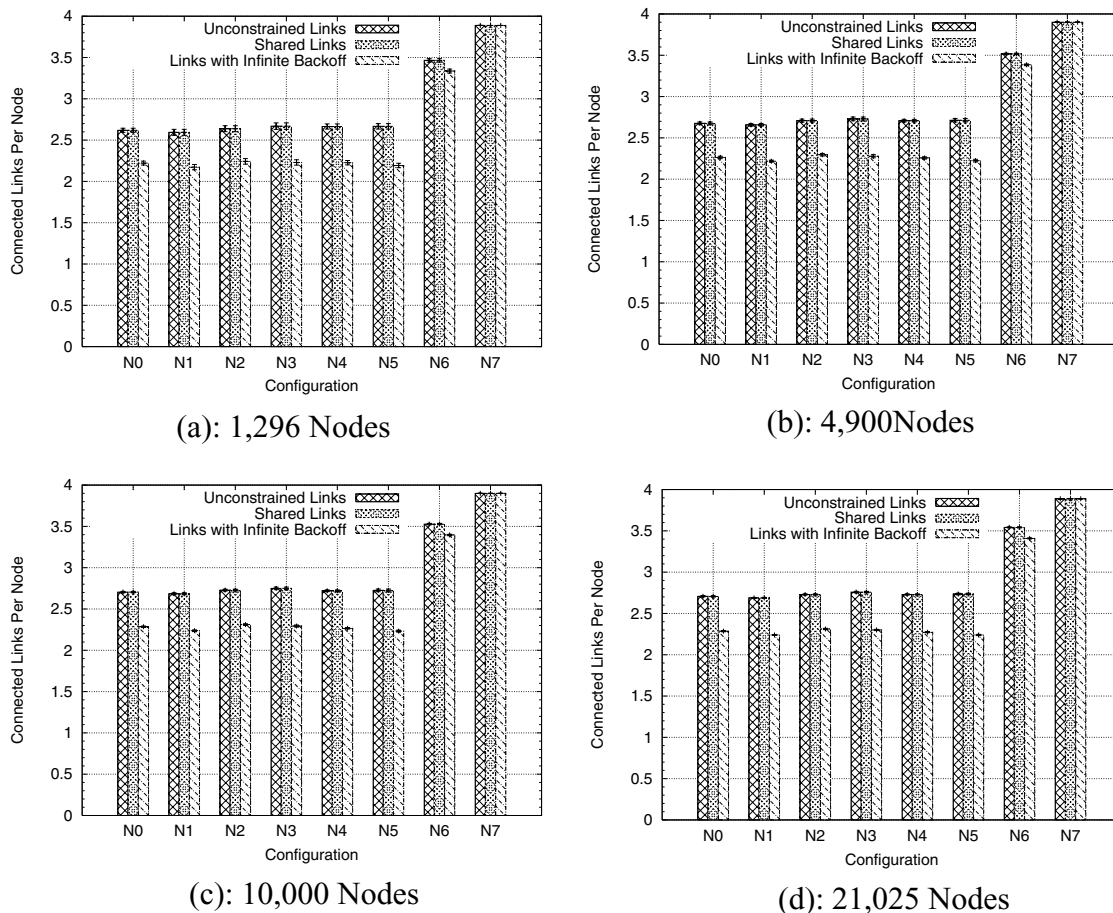 4
3.5
3
2.5
2
1.5
1
0.5
0
Connected Links Per Node
Unconstrained Links
Shared Links
Links with Infinite Backoff
N0 N1 N2 N3 N4 N5 N6 N7
Configuration
(a): 1,296 Nodes
4
3.5
3
2.5
2
1.5
1
0.5
0
Connected Links Per Node
Unconstrained Links
Shared Links
Links with Infinite Backoff
N0 N1 N2 N3 N4 N5 N6 N7
Configuration
(b): 4,900Nodes
4
3.5
3
2.5
2
1.5
1
0.5
0
Connected Links Per Node
Unconstrained Links
Shared Links
Links with Infinite Backoff
N0 N1 N2 N3 N4 N5 N6 N7
Configuration
(c): 10,000 Nodes
4
3.5
3
2.5
2
1.5
1
0.5
0
Connected Links Per Node
Unconstrained Links
Shared Links
Links with Infinite Backoff
N0 N1 N2 N3 N4 N5 N6 N7
Configuration
(d): 21,025 Nodes